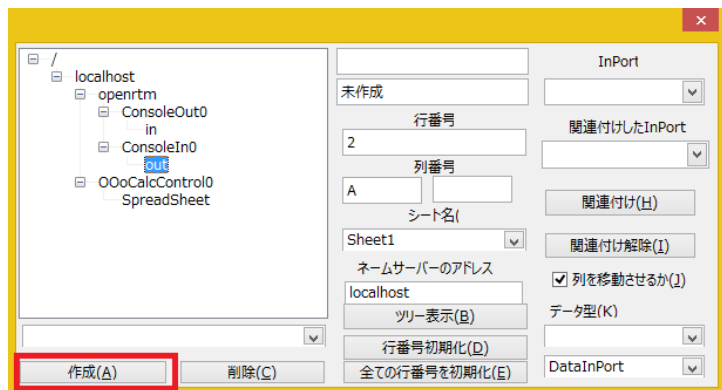 /
localhost
openrtm
ConsoleOut0
in
ConsoleIn0
out
OOoCalcControl0
SpreadSheet
作成(A)
削除(C)
未作成
行番号
2
列番号
A
シート名(
Sheet1
ネームサーバーのアドレス
localhost
ツリー表示(B)
行番号初期化(D)
全ての行番号を初期化(E)
InPort
関連付けしたInPort
関連付け(H)
関連付け解除(I)
列を移動させるか(J)
データ型(K)
DataInPort